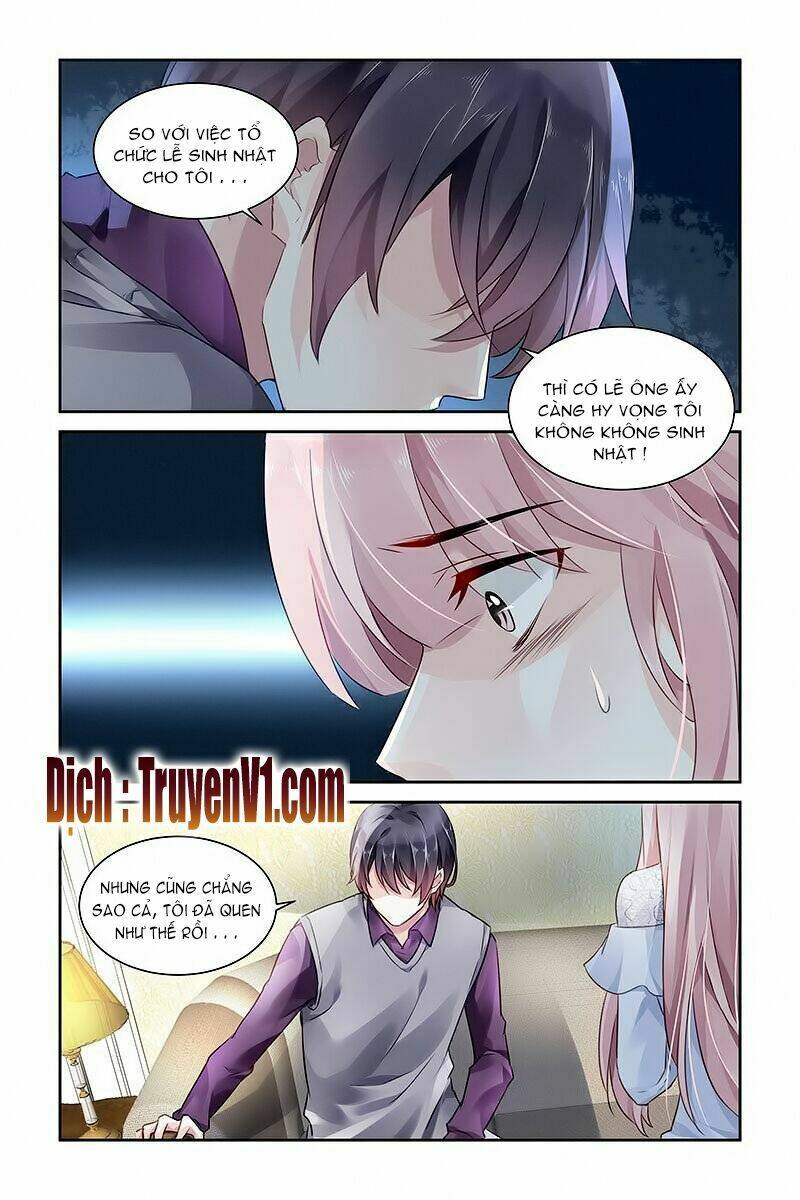 SO VỚI VIỆC TỔ
CHỨC LỄ SINH NHẬT
CHO TÔI . . .
THÌ CÓ LẼ ÔNG ẤY
CÀNG HY VỌNG TÔI
KHÔNG KHÔNG SINH
NHẬT !
Dịch : TruyenV1.com
NHƯNG CŨNG CHẲNG
SAO CẢ, TÔI ĐÃ QUEN
NHƯ THẾ RỒI . . .